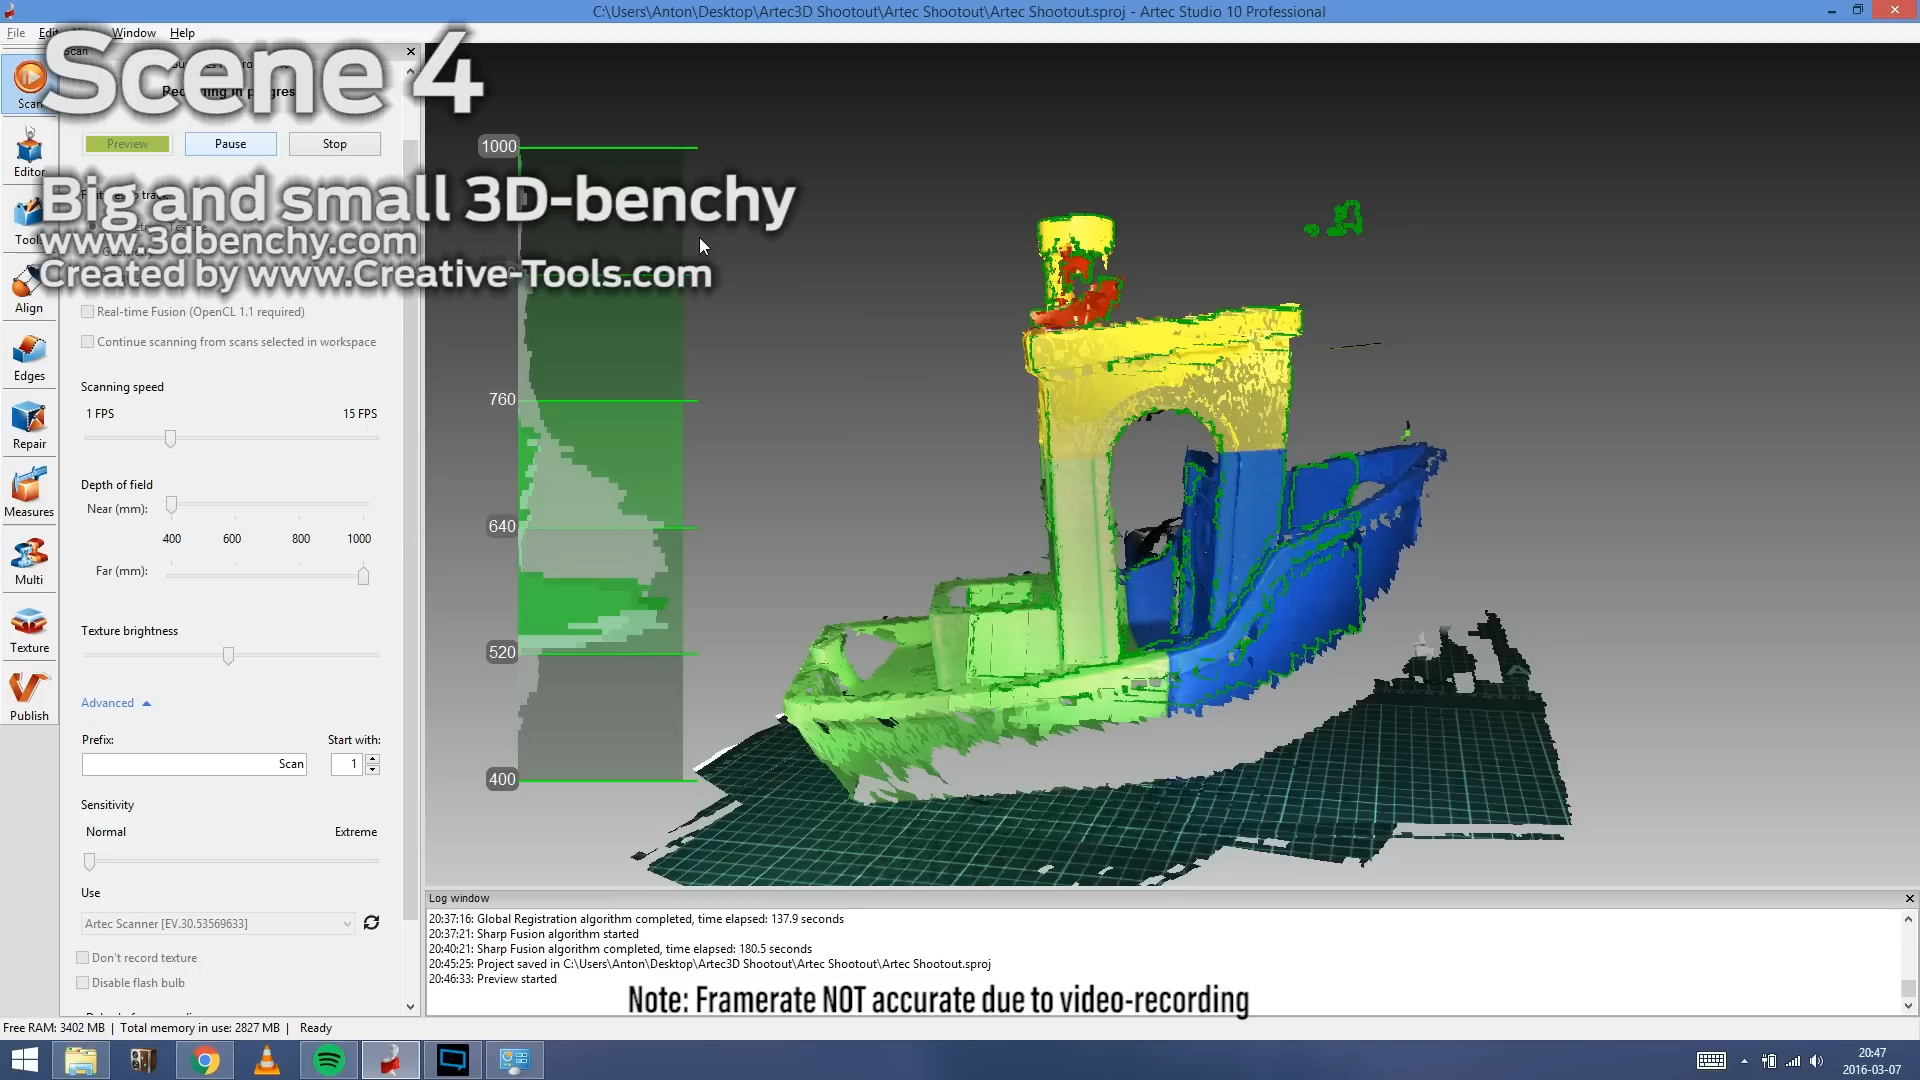 C:\Users\Anton\Desktop\Artec3D Shootout\Artec Shootout\Artec Shootout.sproj - Artec Studio 10 Professional
File Edit Window Help
Scan
Scene 4
Scan
Preview Pause Stop
Editor
Big and small 3D-benchy
Tools
www.3dbenchy.com
Created by www.Creative-Tools.com
Align
Real-time Fusion (OpenCL 1.1 required)
Continue scanning from scans selected in workspace
Edges
Scanning speed
1 FPS 15 FPS
Repair
Depth of field
Near (mm):
Measures
400 600 800 1000
Far (mm):
Multi
Texture brightness
Texture
Advanced
Publish
Prefix: Start with:
Scan 1
Sensitivity
Normal Extreme
Use
Artec Scanner [EV.30.53569633]
Don't record texture
Disable flash bulb
1000
760
640
520
400
Log window
20:37:16: Global Registration algorithm completed, time elapsed: 137.9 seconds
20:37:21: Sharp Fusion algorithm started
20:40:21: Sharp Fusion algorithm completed, time elapsed: 180.5 seconds
20:45:25: Project saved in C:\Users\Anton\Desktop\Artec3D Shootout\Artec Shootout\Artec Shootout.sproj
20:46:33: Preview started
Note: Framerate NOT accurate due to video-recording
Free RAM: 3402 MB | Total memory in use: 2827 MB | Ready
20:47
2016-03-07